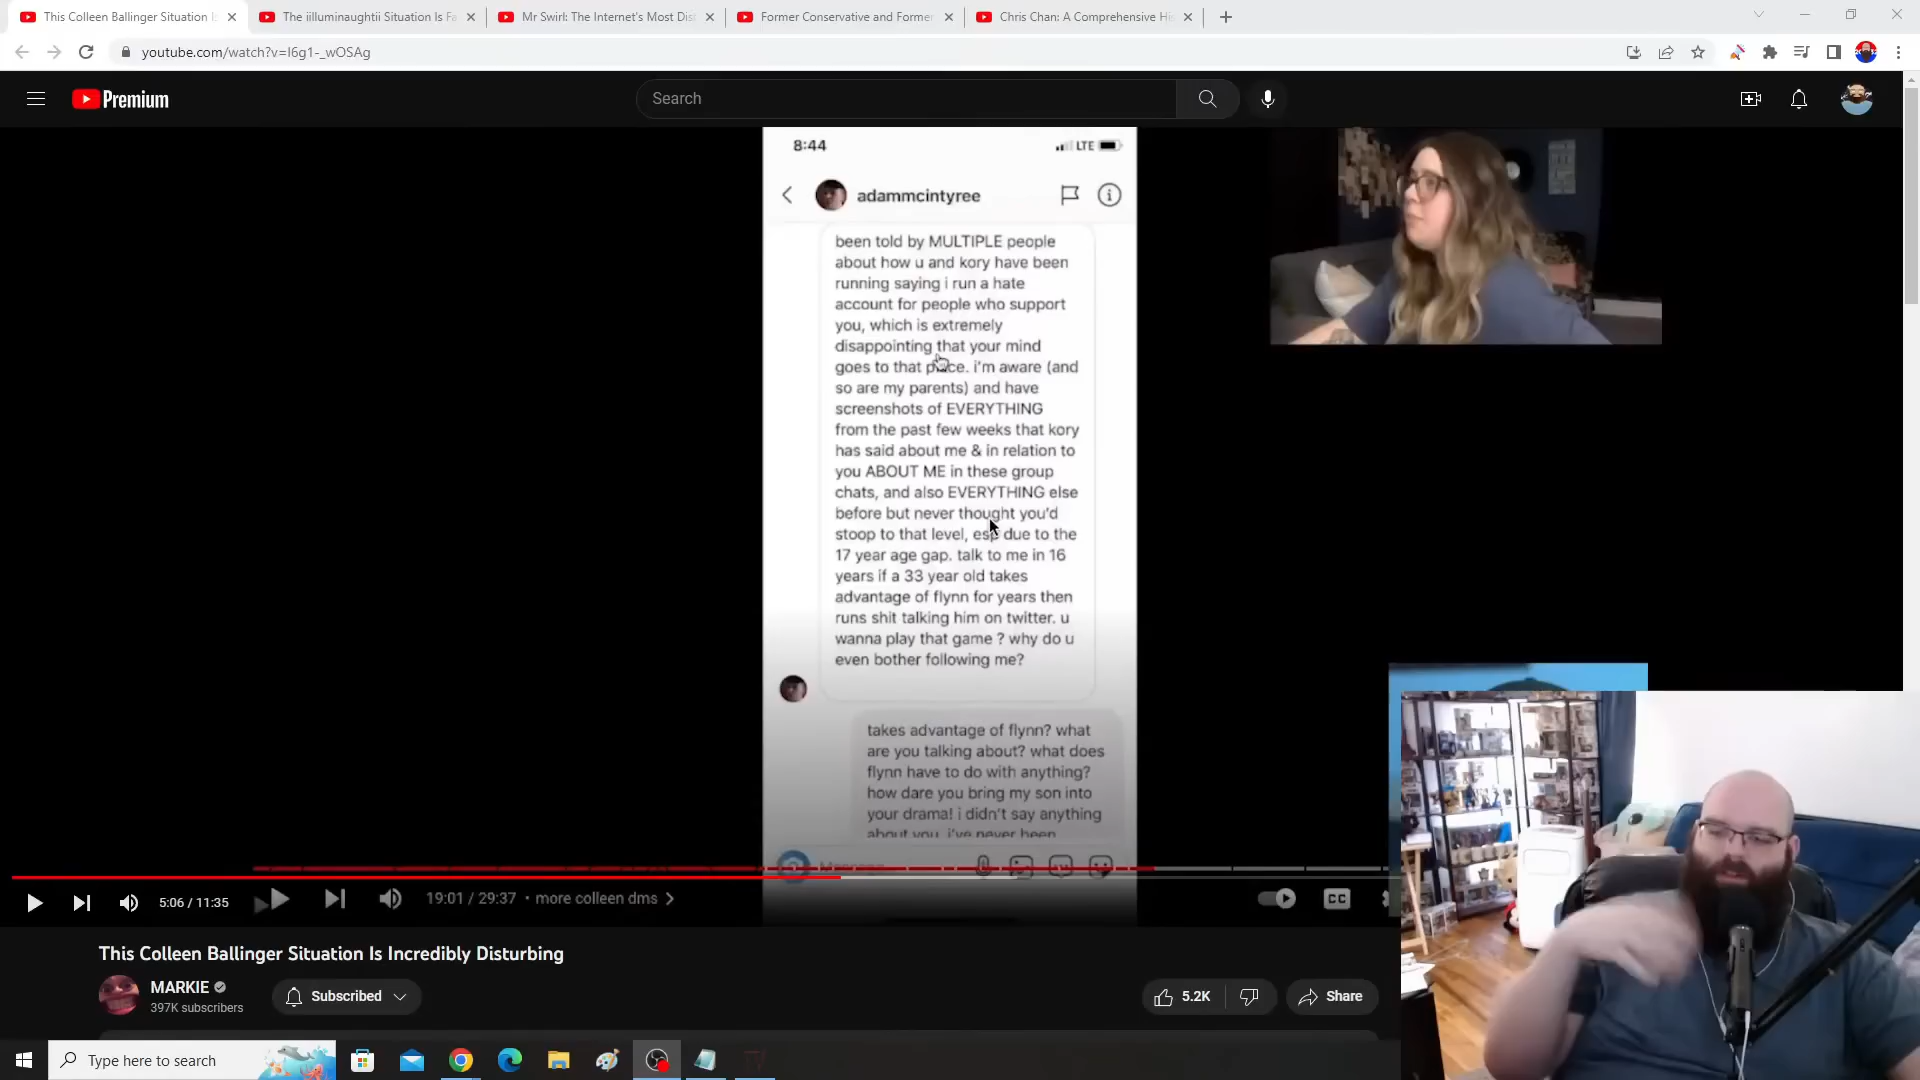 This Colleen Ballinger Situation Is
The iilluminaughtii Situation Is Fa
Mr Swirl: The Internet's Most Dis
Former Conservative and Former
Chris Chan: A Comprehensive His
youtube.com/watch?v=I6g1-_wOSAg
Premium
Search
8:44
LTE
adammcintyree
been told by MULTIPLE people
about how u and kory have been
running saying i run a hate
account for people who support
you, which is extremely
disappointing that your mind
goes to that place. i'm aware (and
so are my parents) and have
screenshots of EVERYTHING
from the past few weeks that kory
has said about me & in relation to
you ABOUT ME in these group
chats, and also EVERYTHING else
before but never thought you'd
stoop to that level, esp due to the
17 year age gap. talk to me in 16
years if a 33 year old takes
advantage of flynn for years then
runs shit talking him on twitter. u
wanna play that game ? why do u
even bother following me?
takes advantage of flynn? what
are you talking about? what does
flynn have to do with anything?
how dare you bring my son into
your drama! i didn't say anything
about you, i've never been
5:06 / 11:35
19:01 / 29:37 • more colleen dms
CC
This Colleen Ballinger Situation Is Incredibly Disturbing
MARKIE
397K subscribers
Subscribed
5.2K
Share
Type here to search